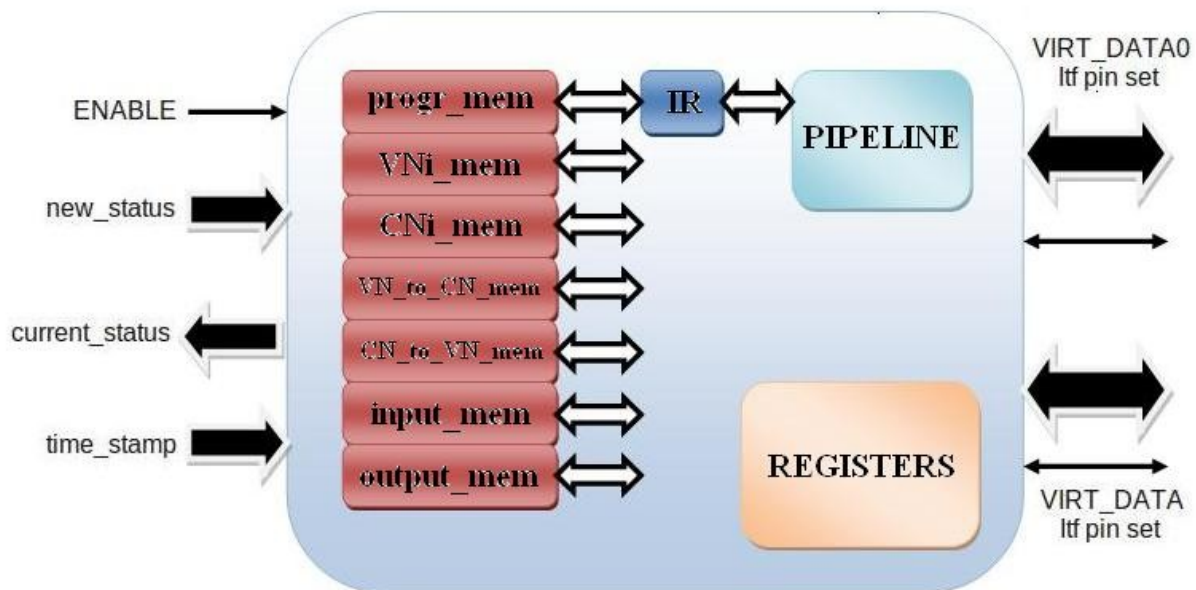 ENABLE
new_status
current_status
time_stamp
progr_mem
VNi_mem
CNi_mem
VN_to_CN_mem
CN_to_VN_mem
input_mem
output_mem
IR
PIPELINE
REGISTERS
VIRT_DATA0
Itf pin set
VIRT_DATA
Itf pin set